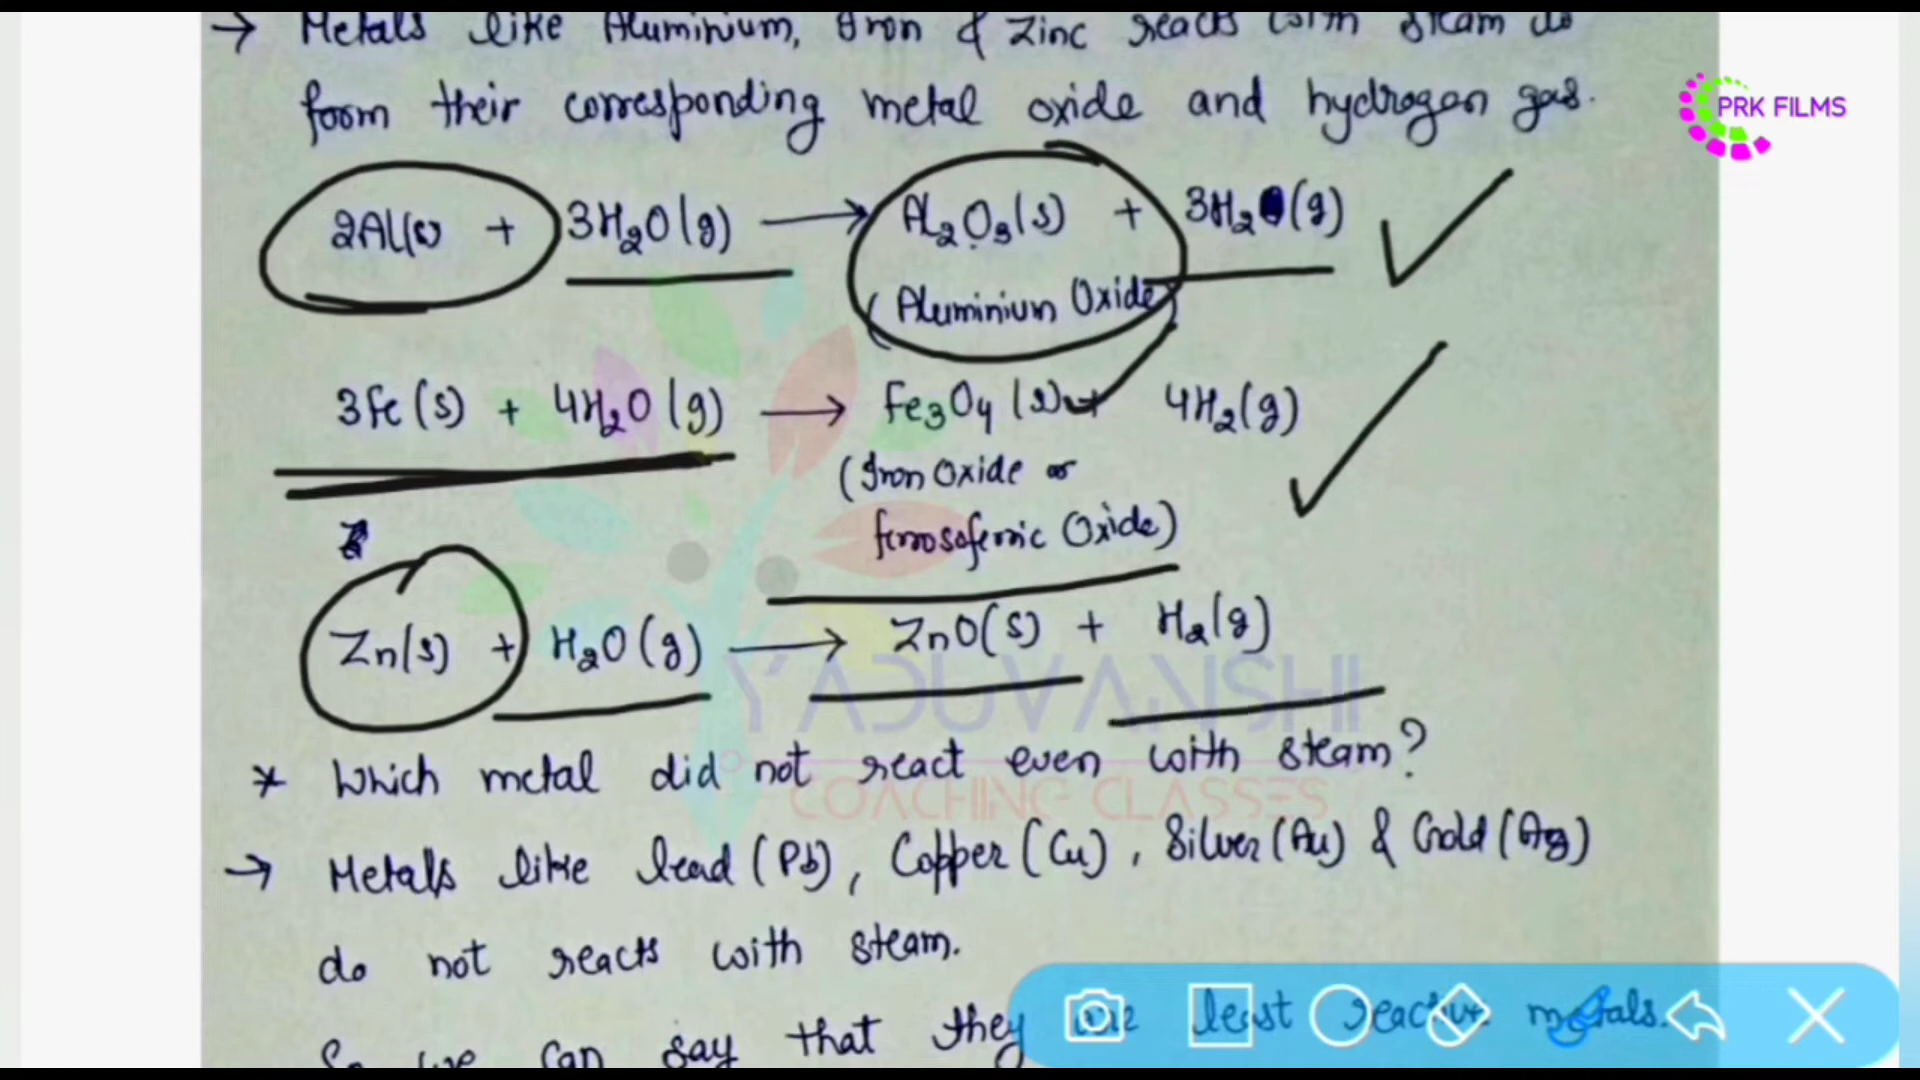 → Metals like Aluminium, Iron & Zinc reacts with steam to
form their corresponding metal oxide and hydrogen gas.
PRK FILMS
2Al(s) + 3H₂O(g) → Al₂O₃(s) + 3H₂(g)
(Aluminium Oxide)
3Fe(s) + 4H₂O(g) → Fe₃O₄(s) + 4H₂(g)
(Iron Oxide or
ferrosoferric Oxide)
Zn(s) + H₂O(g) → ZnO(s) + H₂(g)
YADUVANSHI
COACHING CLASSES
* Which metal did not react even with steam?
→ Metals like lead(Pb), Copper(Cu), Silver(Au) & Gold(Ag)
do not reacts with steam.
So we can say that they are least reactive metals.